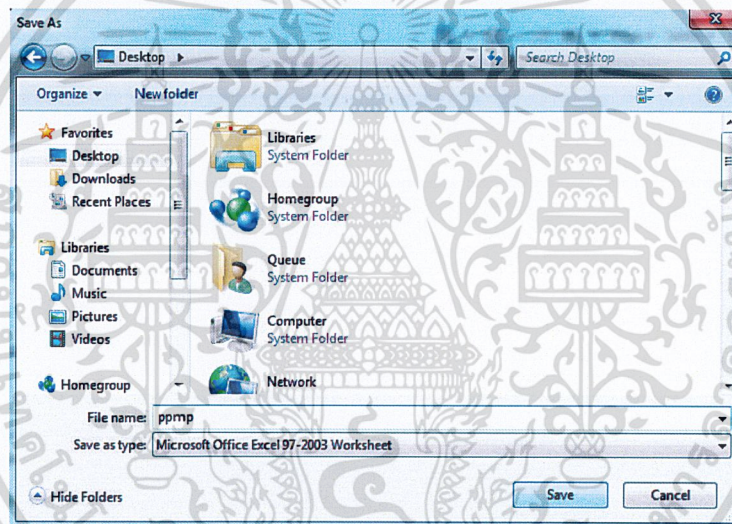 Save As
Desktop
Search Desktop
Organize
New folder
Favorites
Desktop
Downloads
Recent Places
Libraries
Documents
Music
Pictures
Videos
Homegroup
Libraries
System Folder
Homegroup
System Folder
Queue
System Folder
Computer
System Folder
Network
File name: ppmp
Save as type: Microsoft Office Excel 97-2003 Worksheet
Hide Folders
Save
Cancel